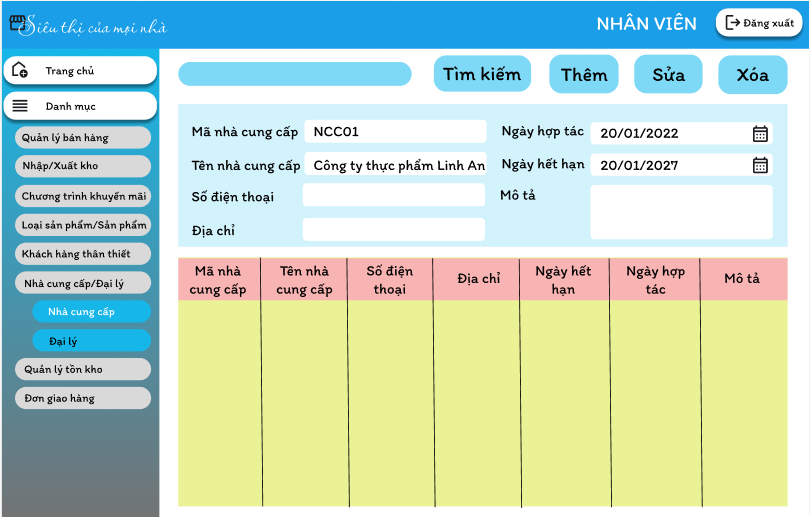 Siêu thị của mọi nhà
NHÂN VIÊN
Đăng xuất
Trang chủ
Danh mục
Quản lý bán hàng
Nhập/Xuất kho
Chương trình khuyến mãi
Loại sản phẩm/Sản phẩm
Khách hàng thân thiết
Nhà cung cấp/Đại lý
Nhà cung cấp
Đại lý
Quản lý tồn kho
Đơn giao hàng
Tìm kiếm
Thêm
Sửa
Xóa
Mã nhà cung cấp NCC01
Ngày hợp tác 20/01/2022
Tên nhà cung cấp Công ty thực phẩm Linh An
Ngày hết hạn 20/01/2027
Số điện thoại
Mô tả
Địa chỉ
Mã nhà
cung cấp
Tên nhà
cung cấp
Số điện
thoại
Địa chỉ
Ngày hết
hạn
Ngày hợp
tác
Mô tả